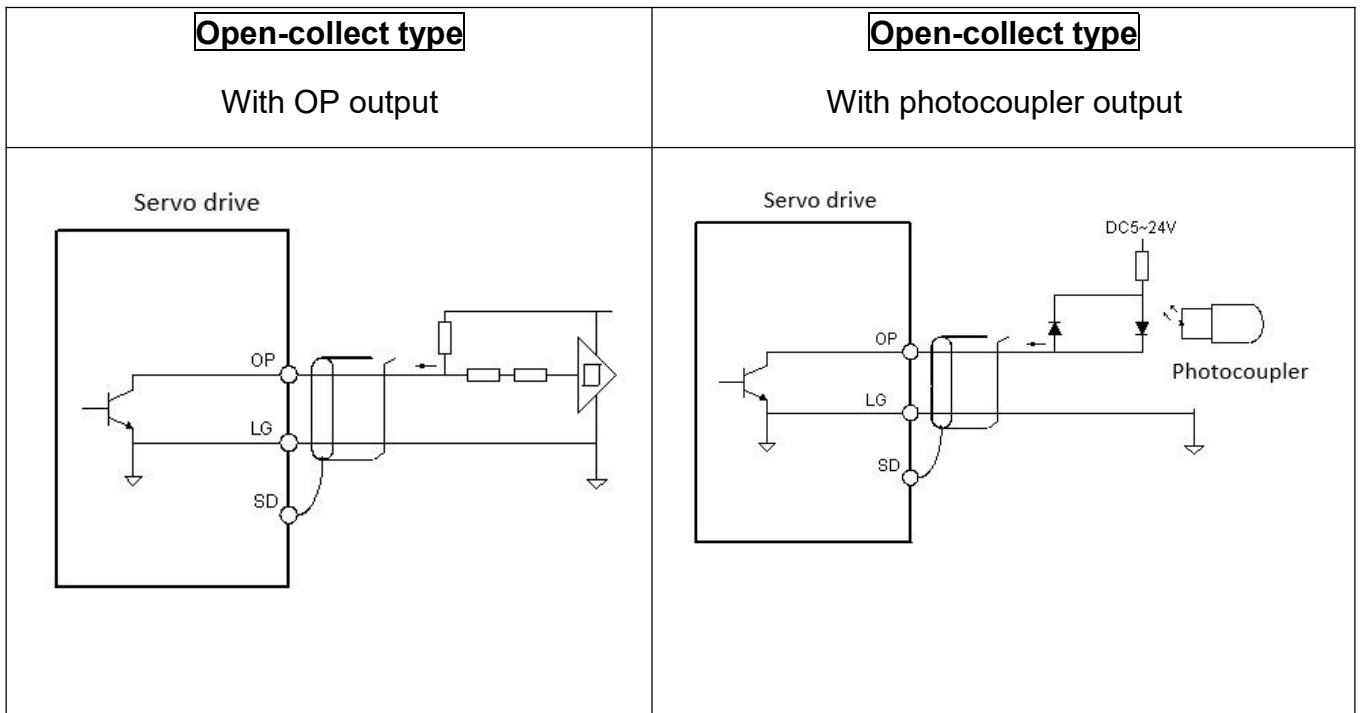 Open-collect type
With OP output
Open-collect type
With photocoupler output
Servo drive
OP
LG
SD
Servo drive
DC5~24V
OP
LG
SD
Photocoupler